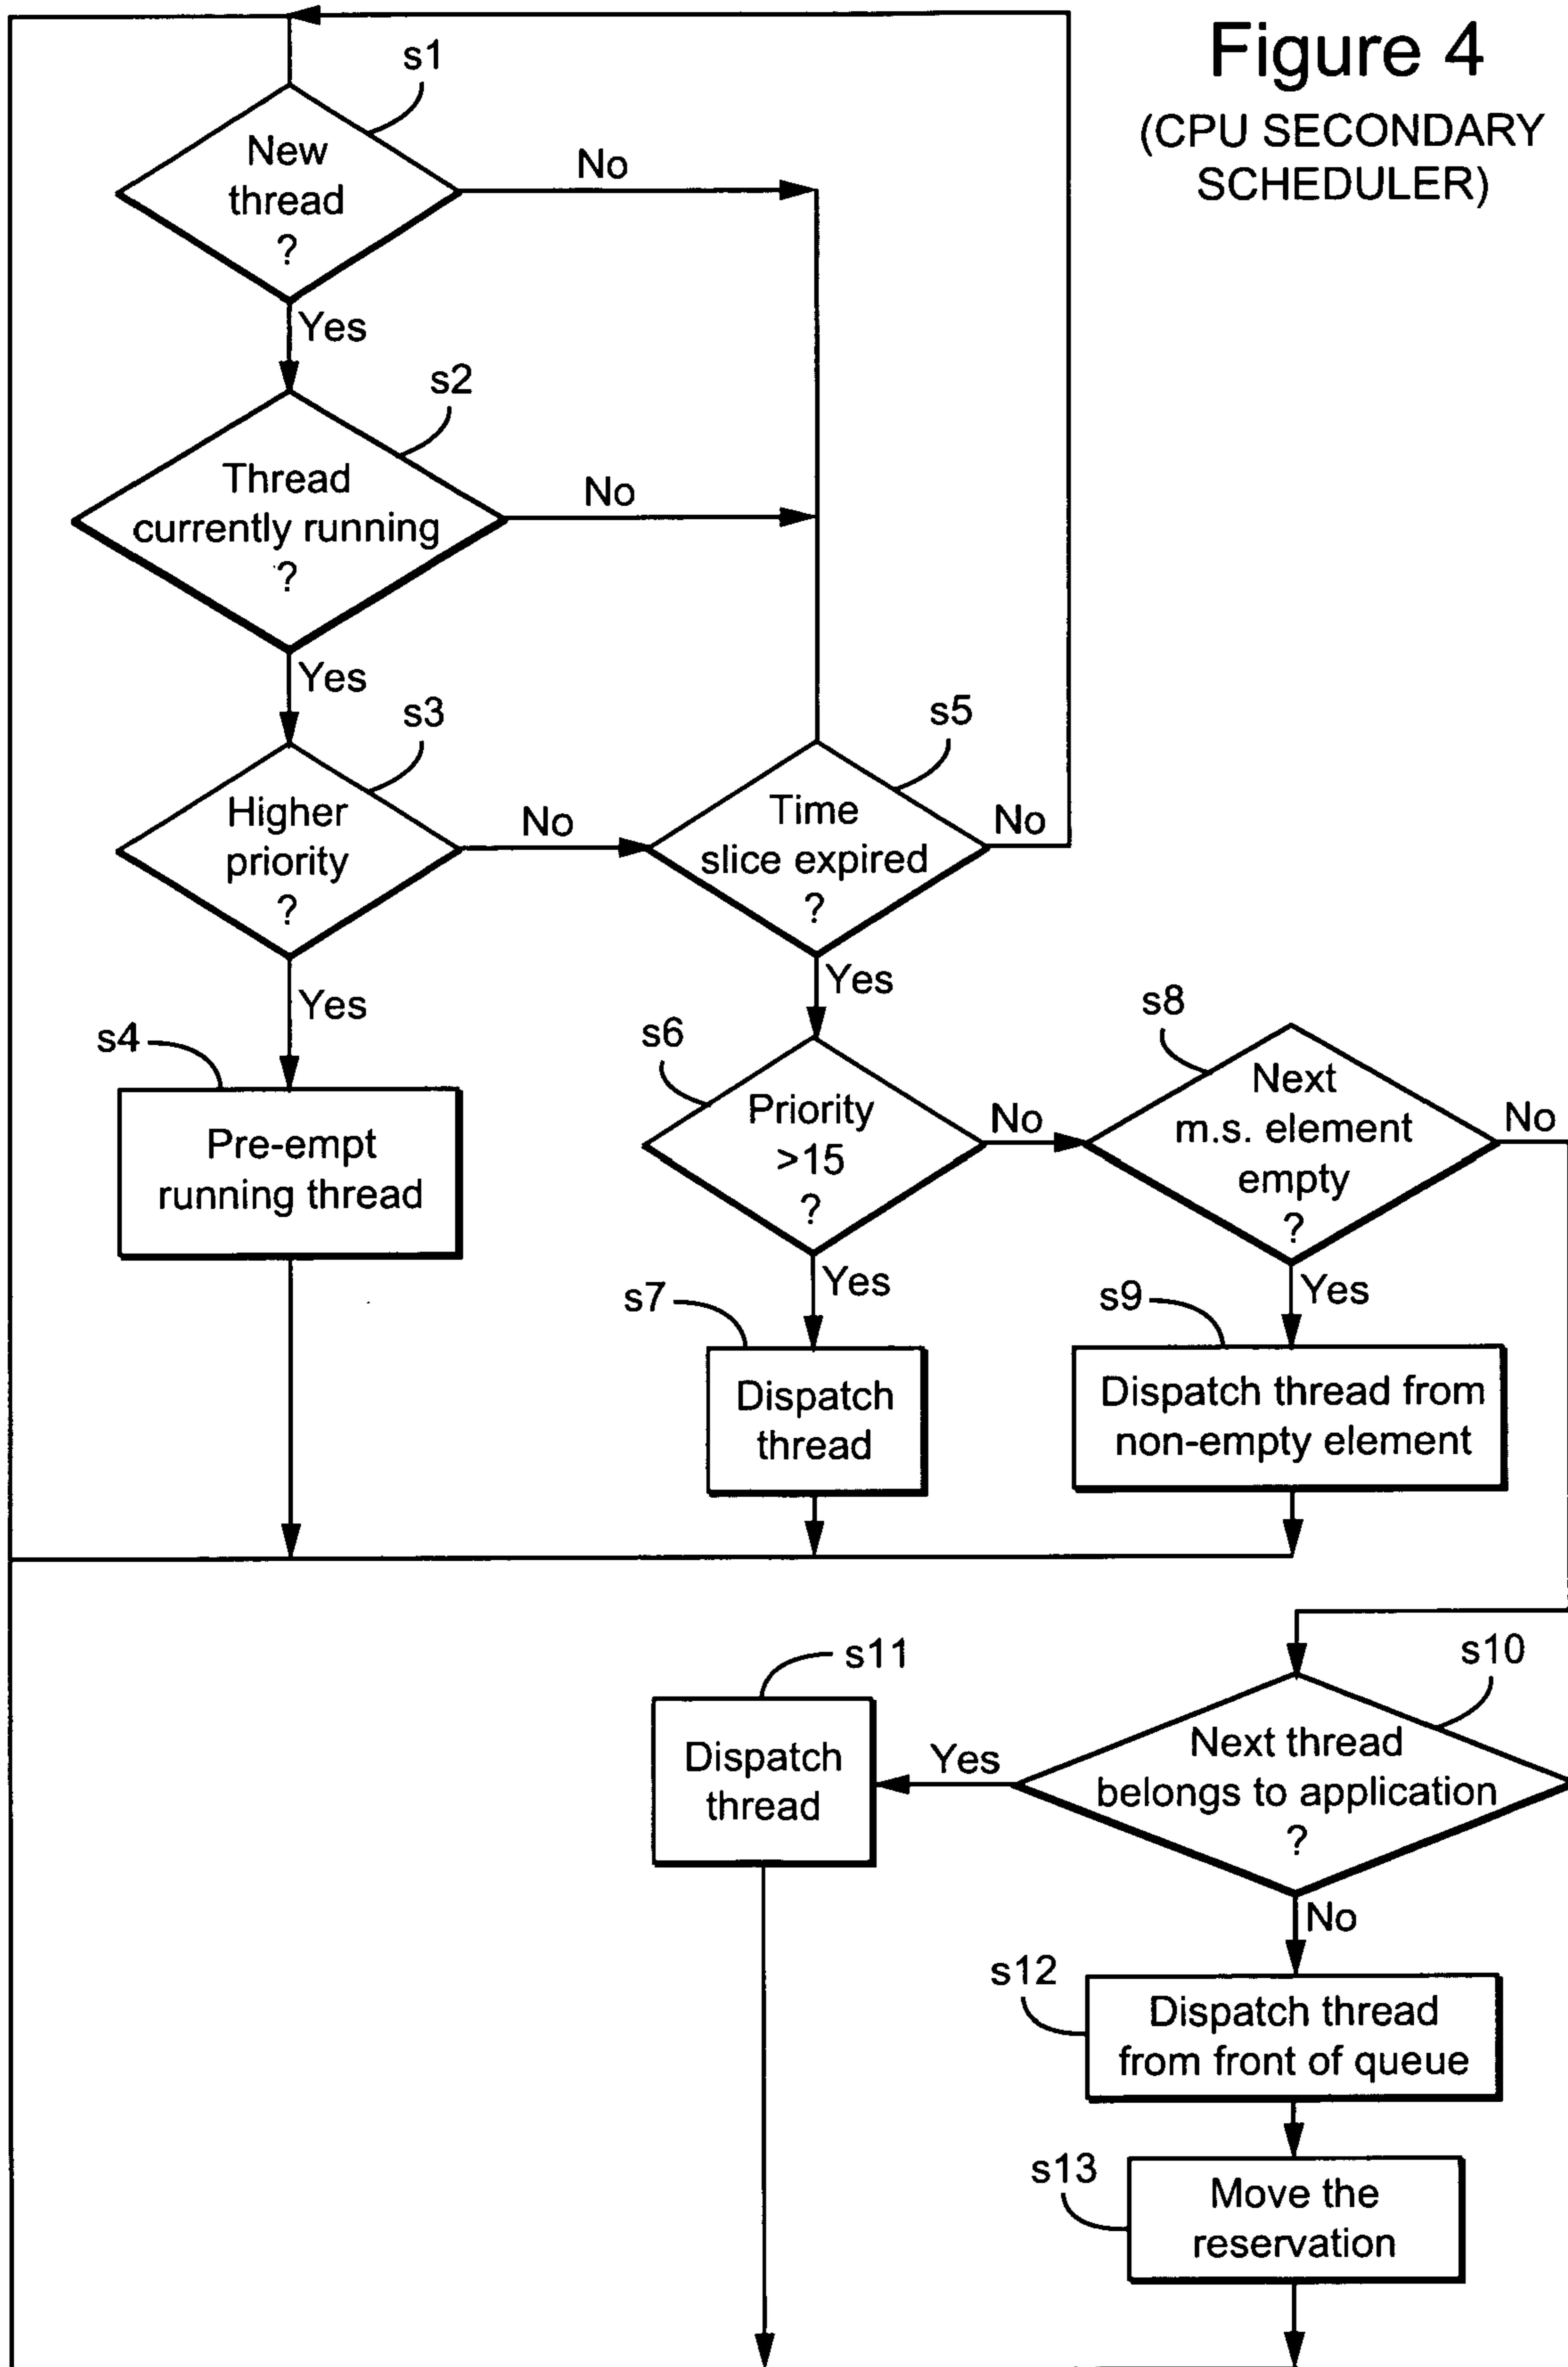 Figure 4
(CPU SECONDARY
SCHEDULER)
s1
New
thread
?
No
Yes
s2
Thread
currently running
?
No
Yes
s3
Higher
priority
?
No
Yes
s4
Pre-empt
running thread
s5
Time
slice expired
?
No
Yes
s6
Priority
>15
?
No
Yes
s7
Dispatch
thread
s8
Next
m.s. element
empty
?
No
Yes
s9
Dispatch thread from
non-empty element
s10
Next thread
belongs to application
?
Yes
No
s11
Dispatch
thread
s12
Dispatch thread
from front of queue
s13
Move the
reservation